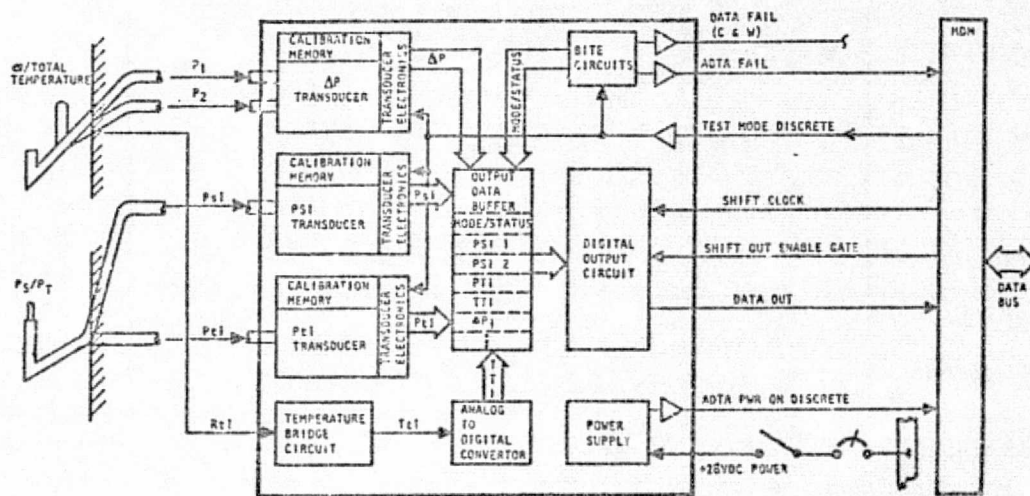 α/TOTAL
TEMPERATURE
P1
P2
CALIBRATION
MEMORY
ΔP
TRANSDUCER
TRANSDUCER
ELECTRONICS
ΔP
MODE/STATUS
BITE
CIRCUITS
DATA FAIL
(C & W)
ADTA FAIL
TEST MODE DISCRETE
MDM
PS/PT
PsI
CALIBRATION
MEMORY
PSI
TRANSDUCER
TRANSDUCER
ELECTRONICS
PsI
OUTPUT
DATA
BUFFER
MODE/STATUS
PSI 1
PSI 2
PTI
TTI
ΔPI
DIGITAL
OUTPUT
CIRCUIT
SHIFT CLOCK
SHIFT OUT ENABLE GATE
DATA OUT
DATA
BUS
PtI
CALIBRATION
MEMORY
PtI
TRANSDUCER
TRANSDUCER
ELECTRONICS
PtI
RtI
TEMPERATURE
BRIDGE
CIRCUIT
TtI
TTI
ANALOG
TO
DIGITAL
CONVERTOR
POWER
SUPPLY
ADTA PWR ON DISCRETE
+28VDC POWER